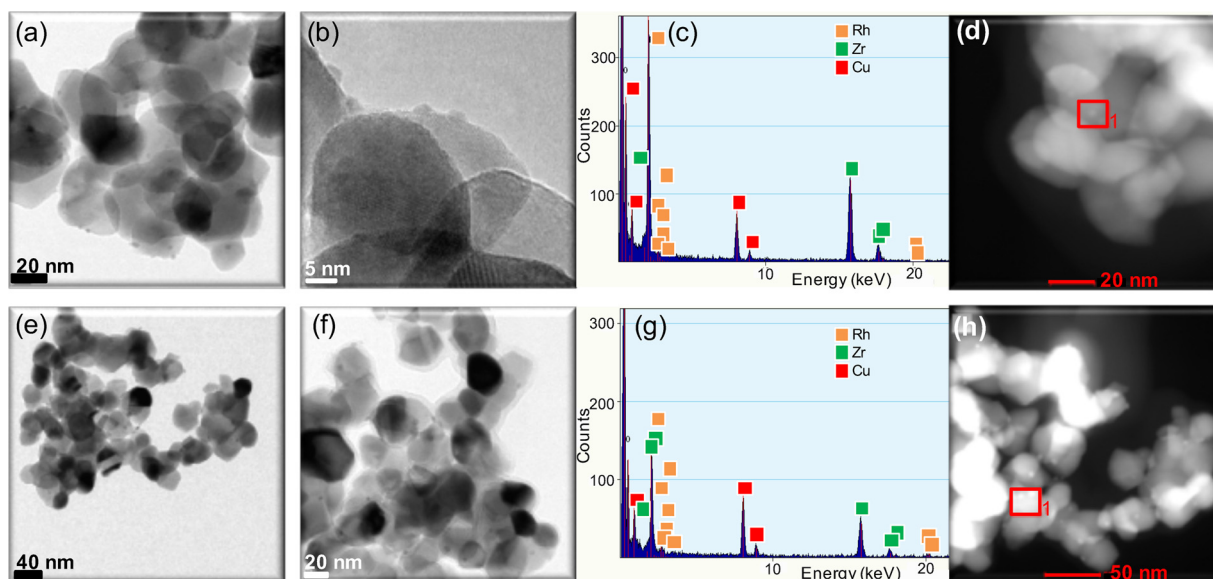 (a)
20 nm
(b)
5 nm
(c)
300
200
100
Counts
o
Rh
Zr
Cu
10
20
Energy (keV)
(d)
1
20 nm
(e)
40 nm
(f)
20 nm
(g)
300
200
100
Counts
o
Rh
Zr
Cu
10
20
Energy (keV)
(h)
1
50 nm